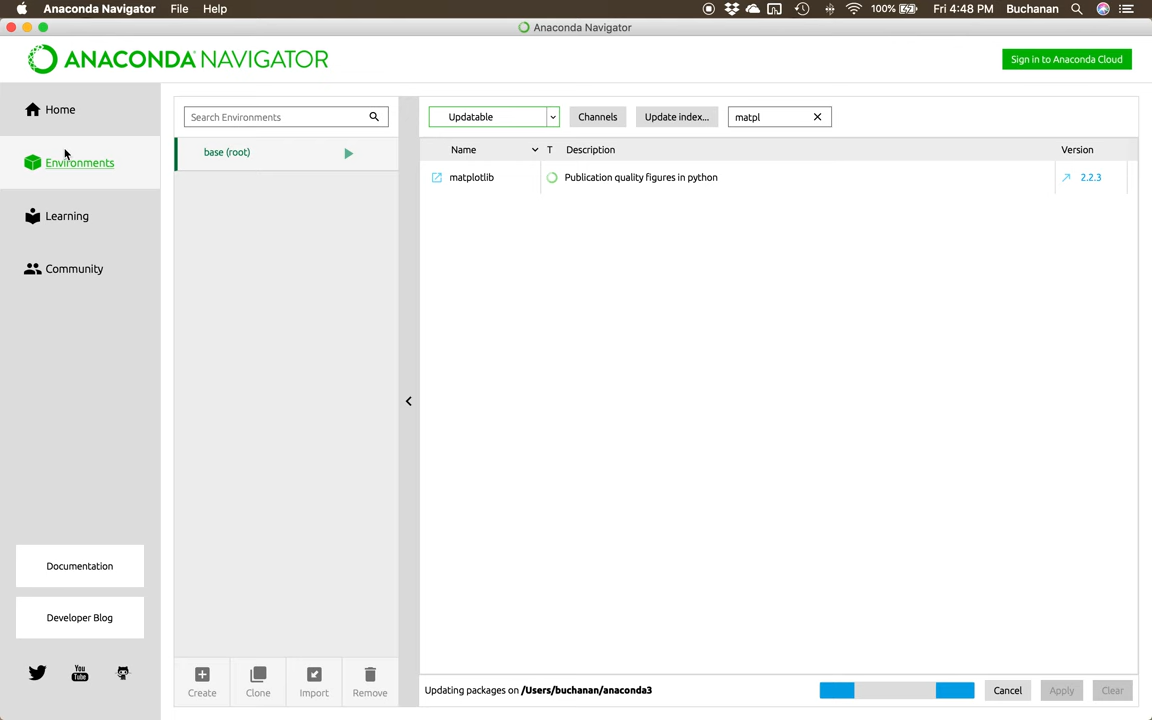 Anaconda Navigator File Help 100% Fri 4:48 PM Buchanan
Anaconda Navigator
ANACONDA NAVIGATOR
Sign in to Anaconda Cloud
Home
Environments
Learning
Community
Documentation
Developer Blog
You Tube
Search Environments
base (root)
Create Clone Import Remove
Updatable Channels Update index... matpl
Name T Description Version
matplotlib Publication quality figures in python 2.2.3
Updating packages on /Users/buchanan/anaconda3 Cancel Apply Clear